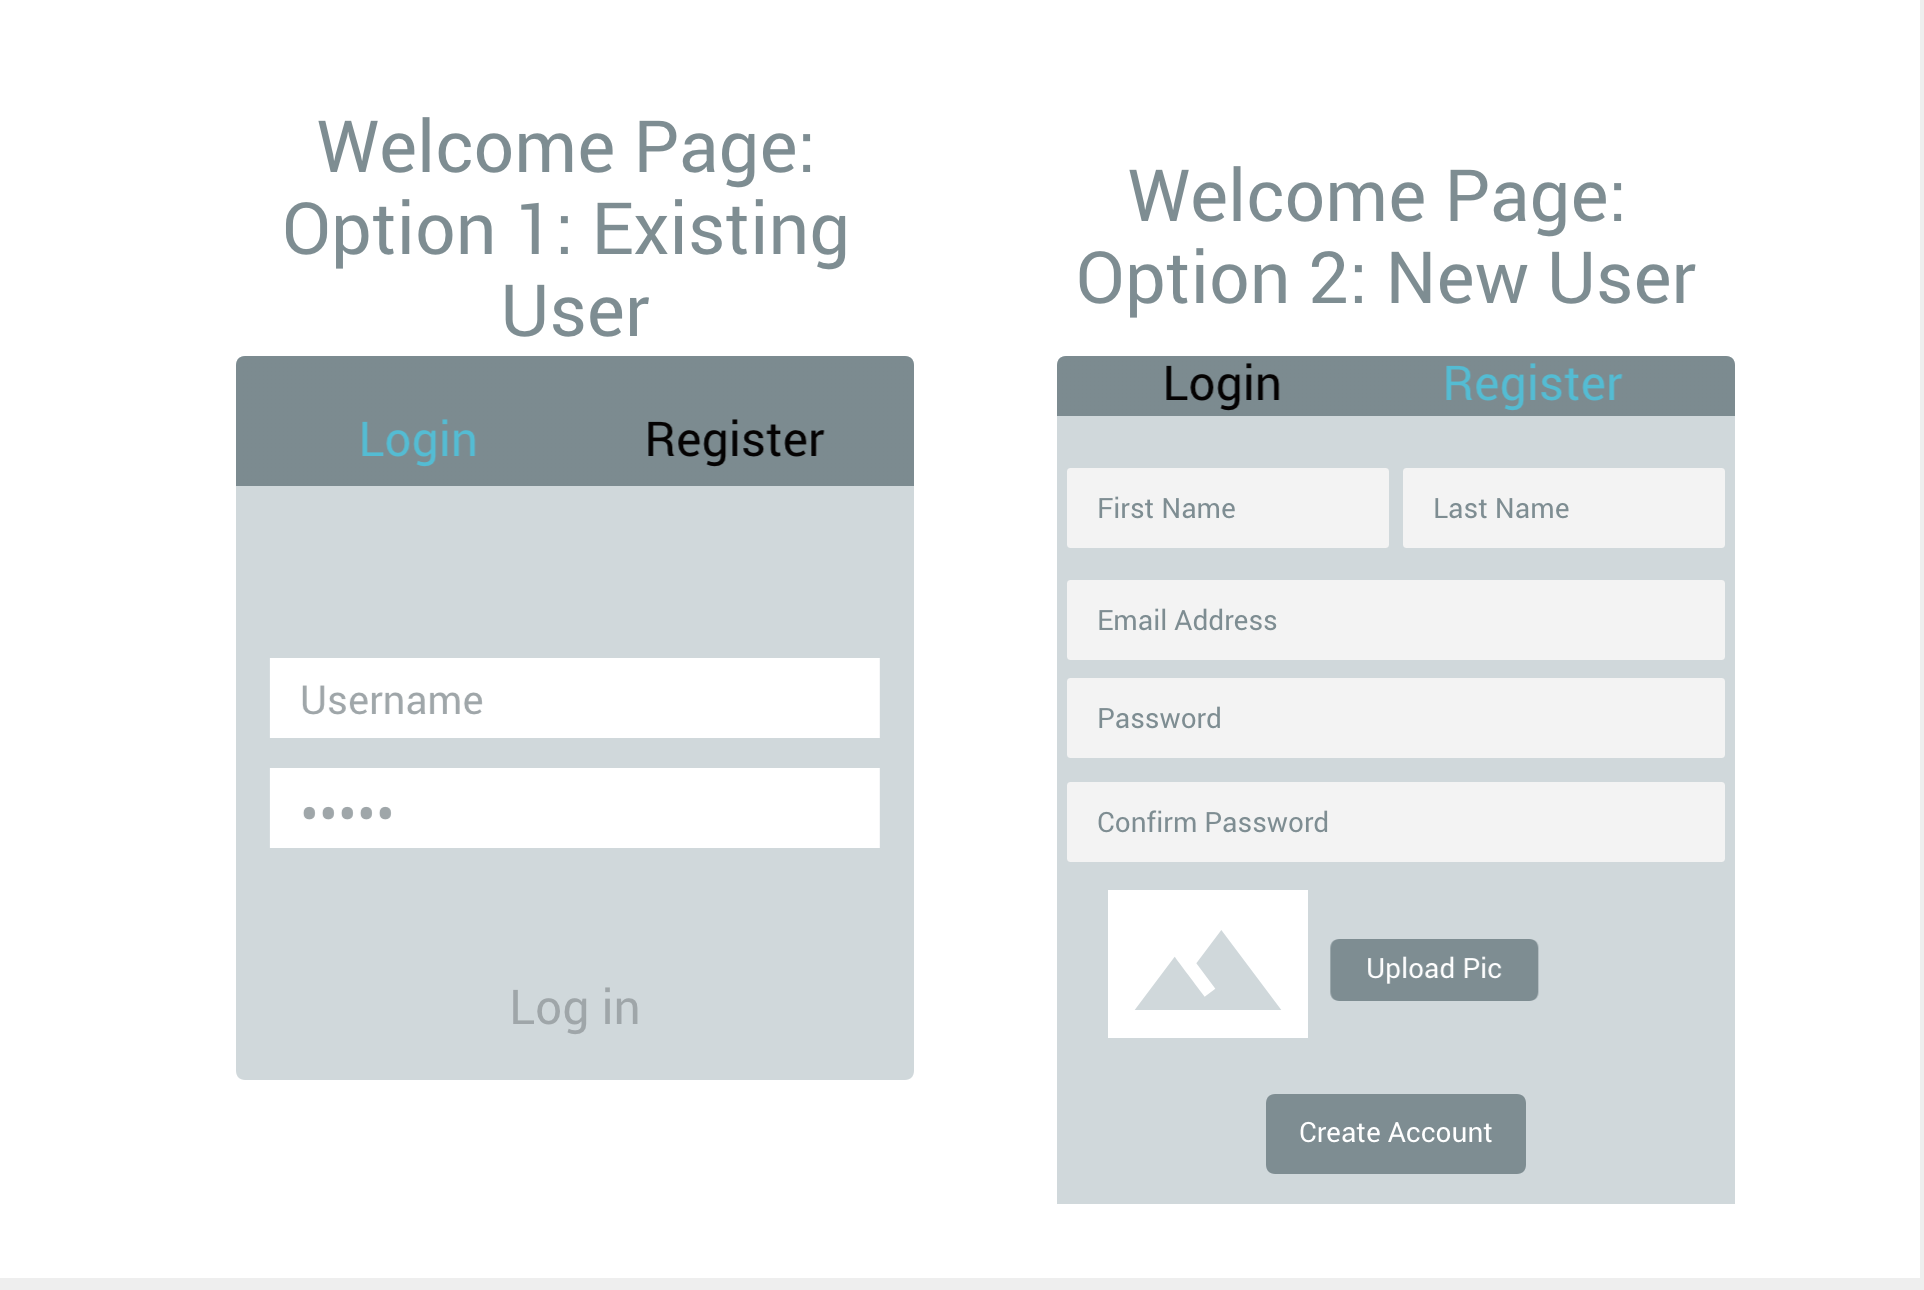 Welcome Page:
Option 1: Existing
User
Login Register
Username
•••••
Log in
Welcome Page:
Option 2: New User
Login Register
First Name Last Name
Email Address
Password
Confirm Password
Upload Pic
Create Account